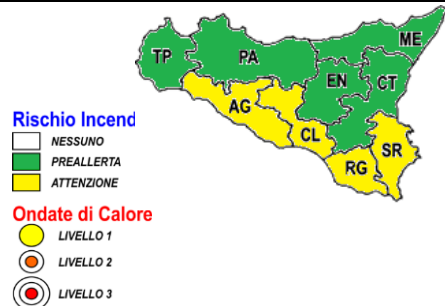 ME
TP
PA
EN
CT
AG
CL
SR
RG
Rischio Incend
NESSUNO
PREALLERTA
ATTENZIONE
Ondate di Calore
LIVELLO 1
LIVELLO 2
LIVELLO 3